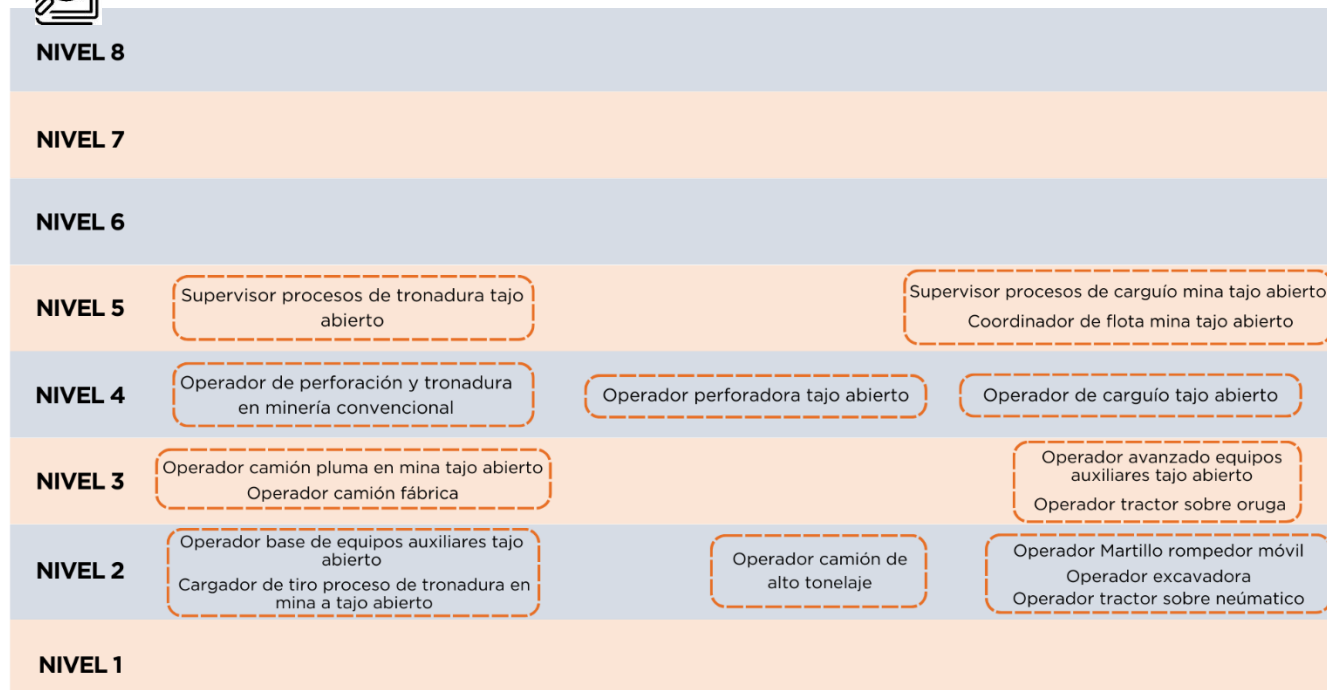 NIVEL 8
NIVEL 7
NIVEL 6
NIVEL 5
Supervisor procesos de tronadura tajo
abierto
Supervisor procesos de carguío mina tajo abierto
Coordinador de flota mina tajo abierto
NIVEL 4
Operador de perforación y tronadura
en minería convencional
Operador perforadora tajo abierto
Operador de carguío tajo abierto
NIVEL 3
Operador camión pluma en mina tajo abierto
Operador camión fábrica
Operador avanzado equipos
auxiliares tajo abierto
Operador tractor sobre oruga
NIVEL 2
Operador base de equipos auxiliares tajo
abierto
Cargador de tiro proceso de tronadura en
mina a tajo abierto
Operador camión de
alto tonelaje
Operador Martillo rompedor móvil
Operador excavadora
Operador tractor sobre neúmatico
NIVEL 1